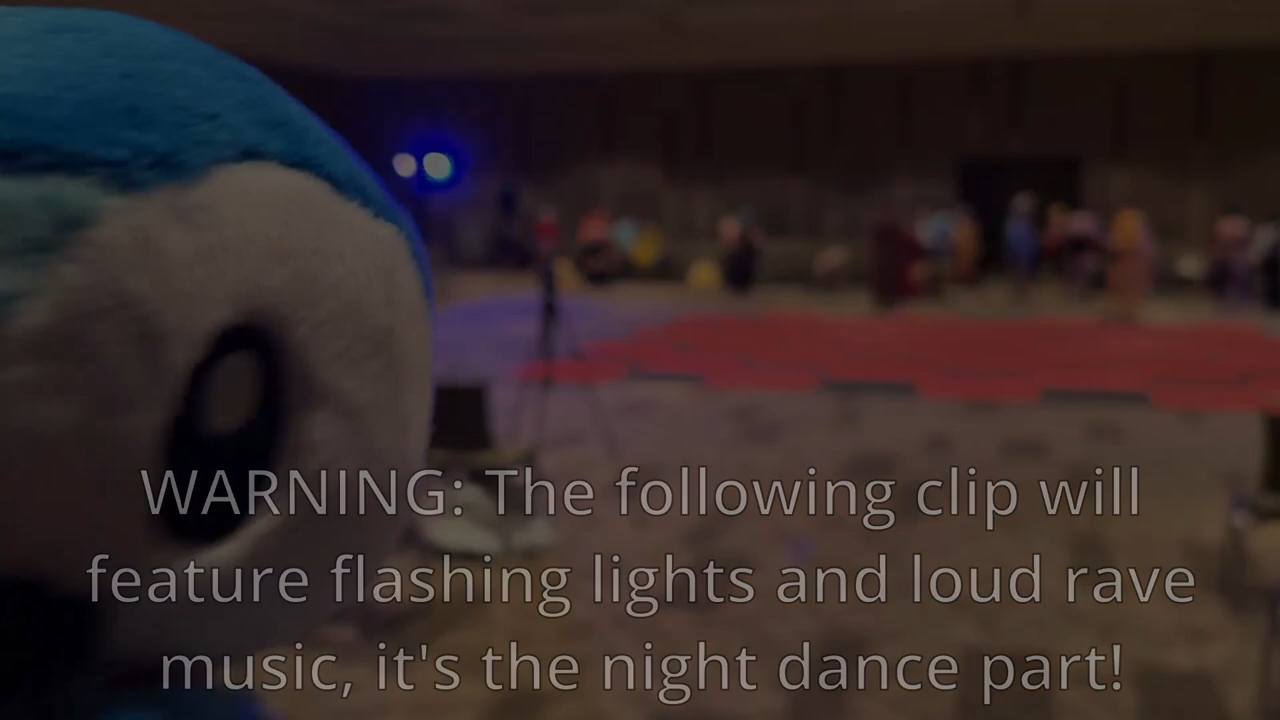 WARNING: The following clip will
feature flashing lights and loud rave
music, it's the night dance part!